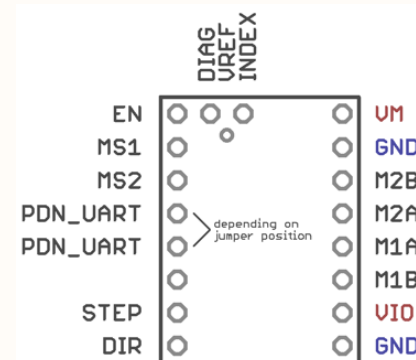 DIAG
VREF
INDEX
EN
VM
MS1
GND
MS2
M2B
PDN_UART
M2A
depending on
jumper position
PDN_UART
M1A
M1B
STEP
VIO
DIR
GND